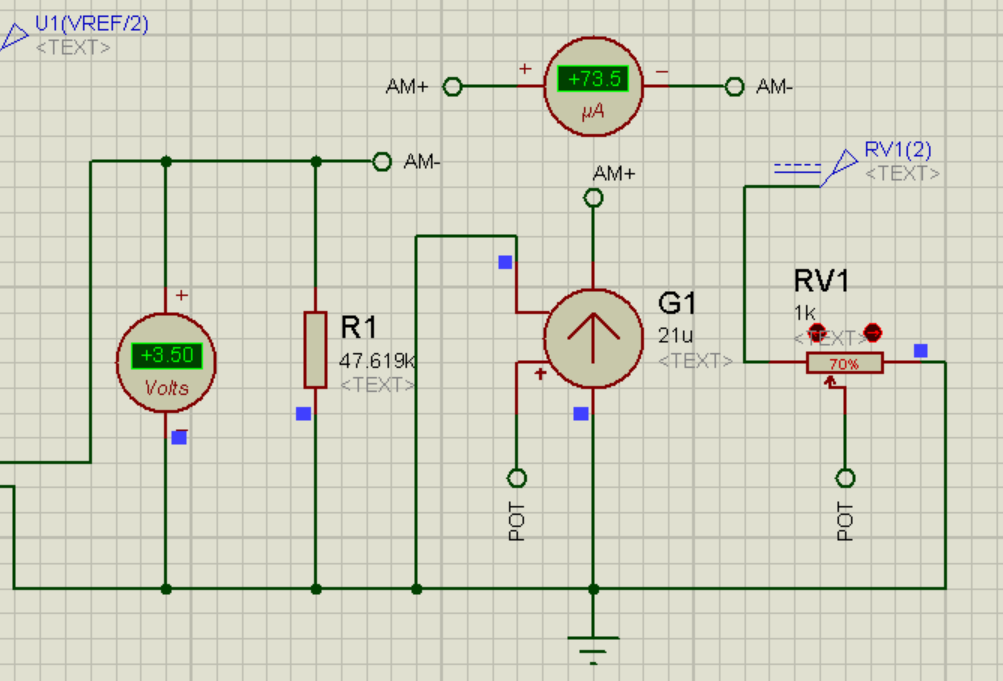 U1(VREF/2)
<TEXT>
AM+
+
+73.5
µA
−
AM-
AM-
AM+
RV1(2)
<TEXT>
+
+3.50
Volts
−
R1
47.619k
<TEXT>
G1
21u
<TEXT>
+
RV1
1k
<TEXT>
70%
POT
POT